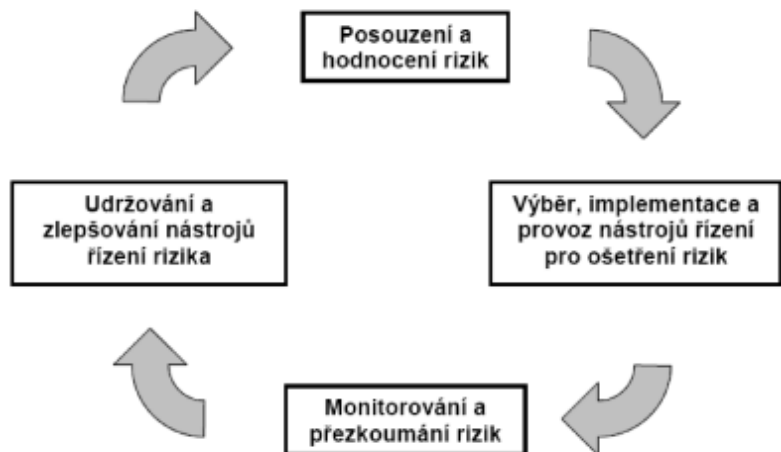 Posouzení a
hodnocení rizik
Udržování a
zlepšování nástrojů
řízení rizika
Výběr, implementace a
provoz nástrojů řízení
pro ošetření rizik
Monitorování a
přezkoumání rizik